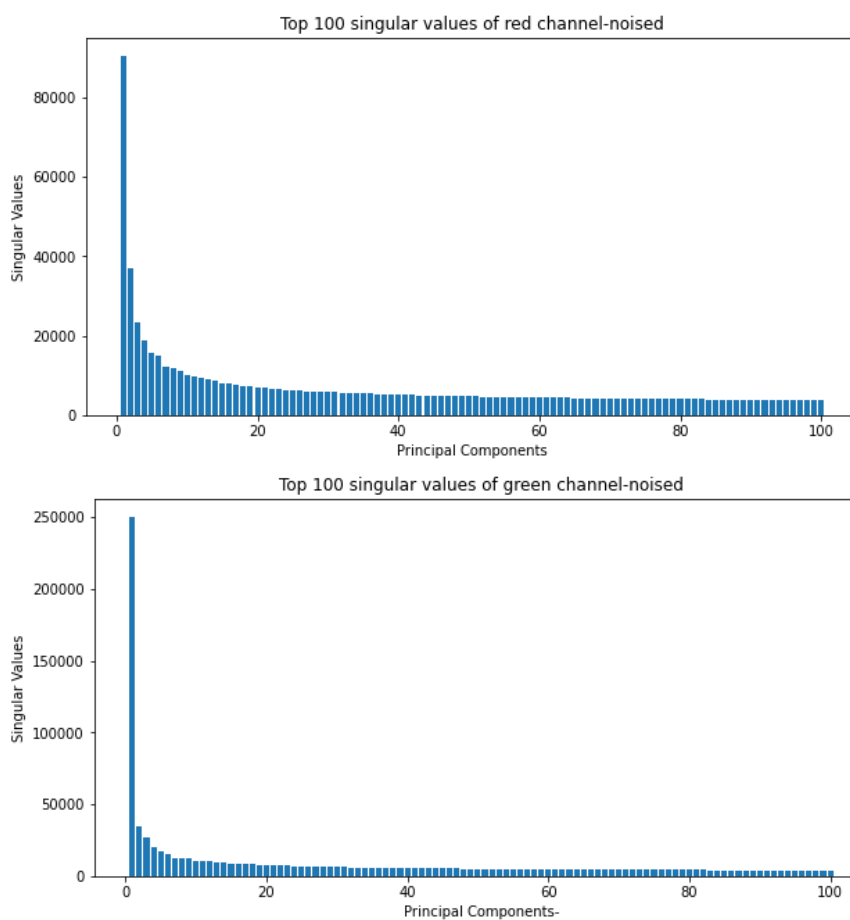 Top 100 singular values of red channel-noised
80000
60000
40000
20000
0
Singular Values
0 20 40 60 80 100
Principal Components
Top 100 singular values of green channel-noised
250000
200000
150000
100000
50000
0
Singular Values
0 20 40 60 80 100
Principal Components-